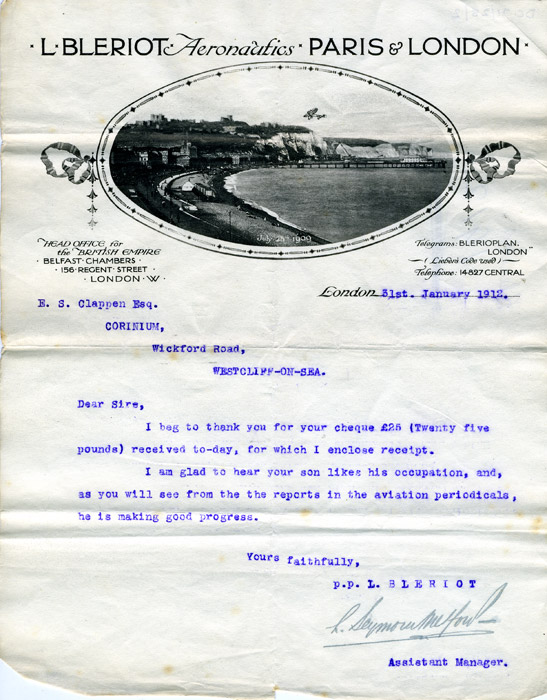 · L · BLERIOT · Aeronautics · PARIS & LONDON ·
July 25th 1909
HEAD OFFICE for
the BRITISH EMPIRE
· BELFAST · CHAMBERS ·
· 156 · REGENT · STREET ·
· LONDON · W ·
Telegrams: BLERIOPLAN,
LONDON"
( Liebers Code used )
Telephone: 14827 CENTRAL
London 31st. January 1912.
E. S. Clappen Esq.
CORINIUM,
Wickford Road,
WESTCLIFF-ON-SEA.
Dear Sire,
I beg to thank you for your cheque £25 (Twenty five
pounds) received to-day, for which I enclose receipt.
I am glad to hear your son likes his occupation, and,
as you will see from the the reports in the aviation periodicals,
he is making good progress.
Yours faithfully,
p.p. L. BLERIOT
L. Seymour
Assistant Manager.